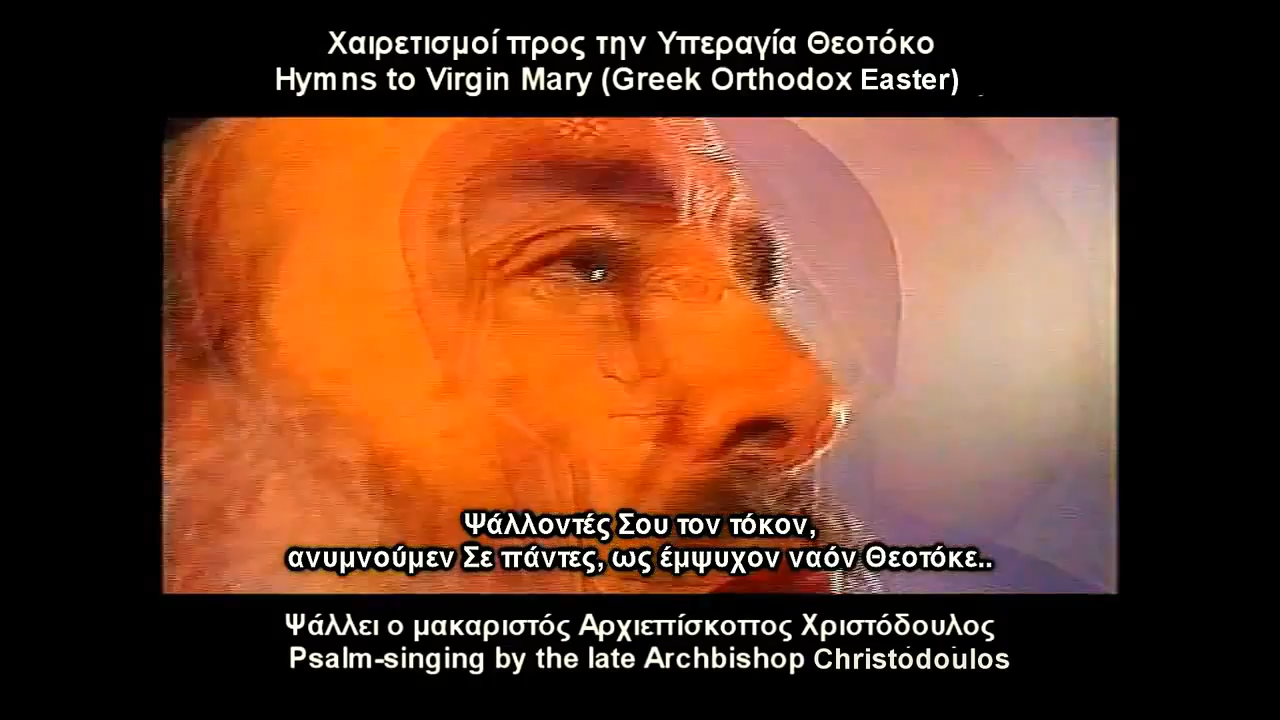 Χαιρετισμοί προς την Υπεραγία Θεοτόκο
Hymns to Virgin Mary (Greek Orthodox Easter)
Ψάλλοντές Σου τον τόκον,
ανυμνούμεν Σε πάντες, ως έμψυχον ναόν Θεοτόκε..
Ψάλλει ο μακαριστός Αρχιεπίσκοπος Χριστόδουλος
Psalm-singing by the late Archbishop Christodoulos